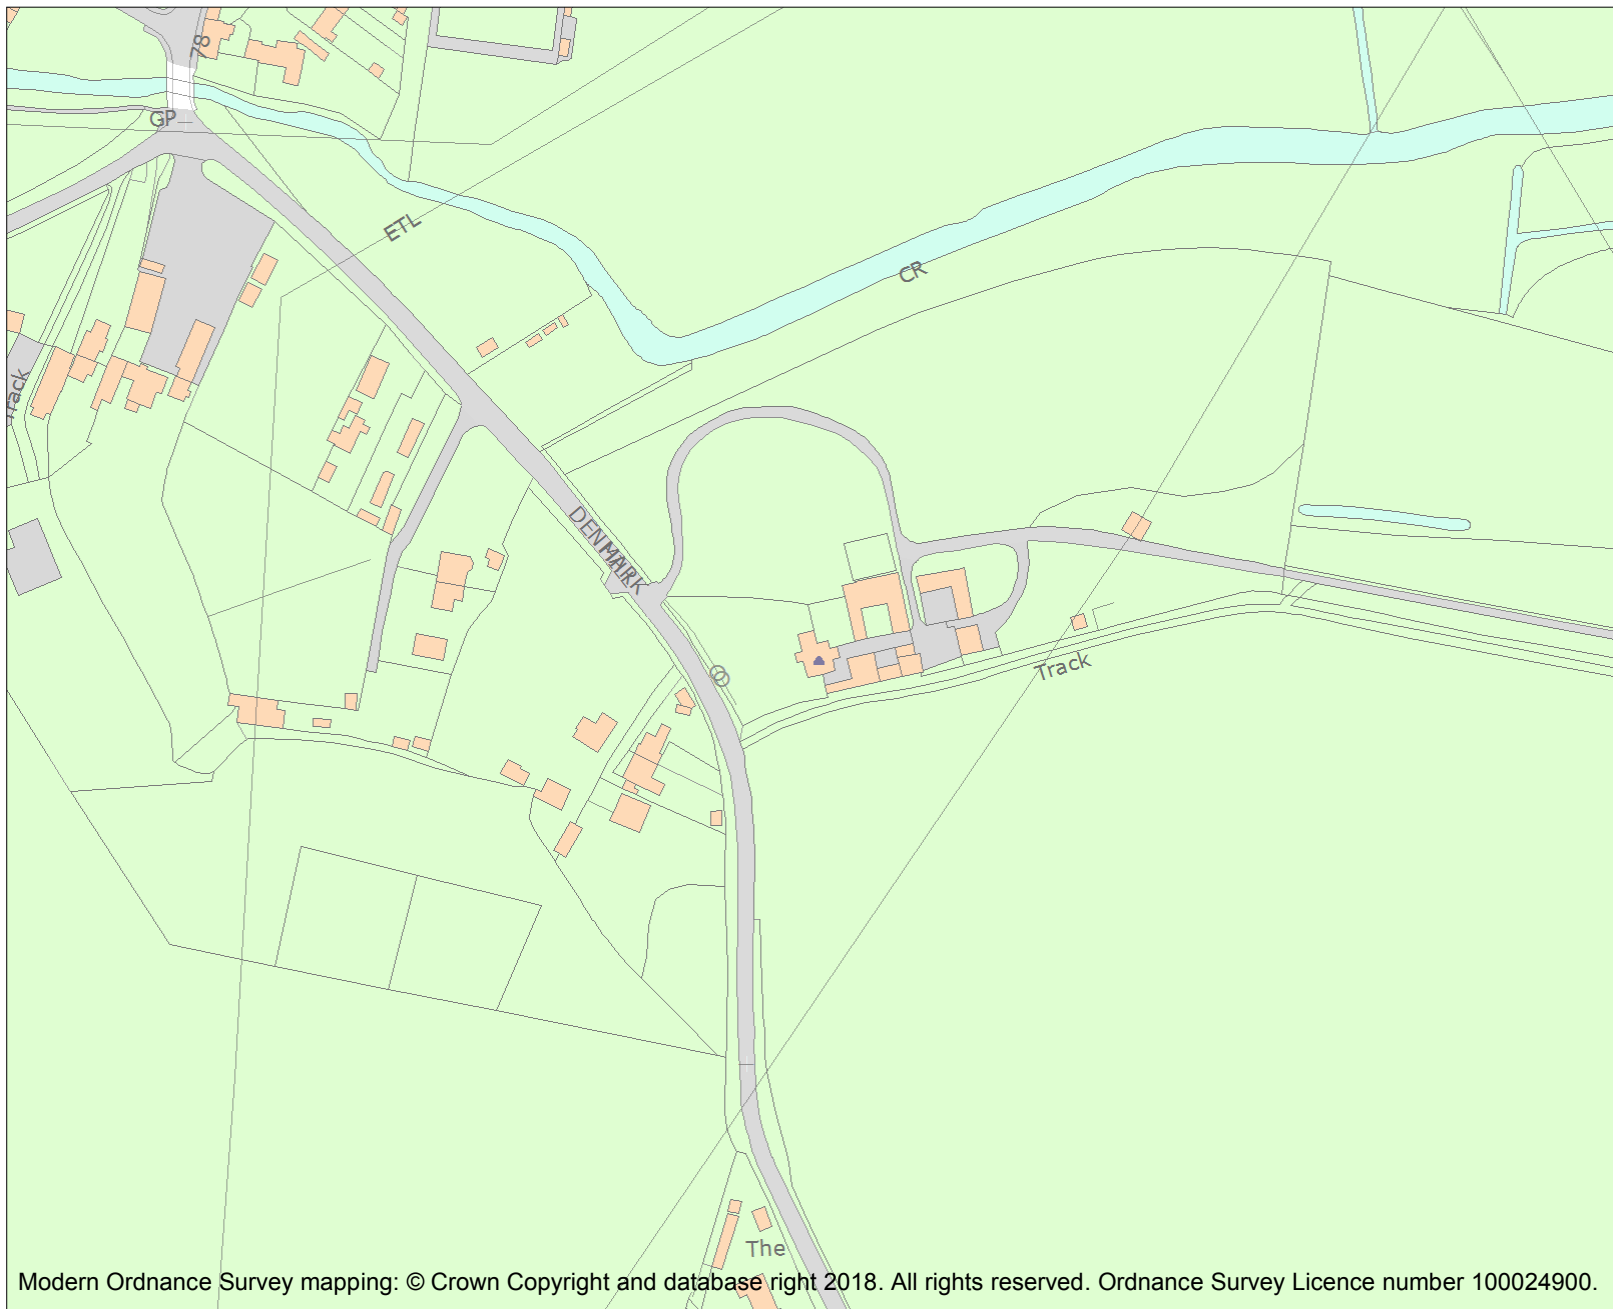 78
GP
ETL
CR
Track
DENMARK
Track
The
Modern Ordnance Survey mapping: © Crown Copyright and database right 2018. All rights reserved. Ordnance Survey Licence number 100024900.